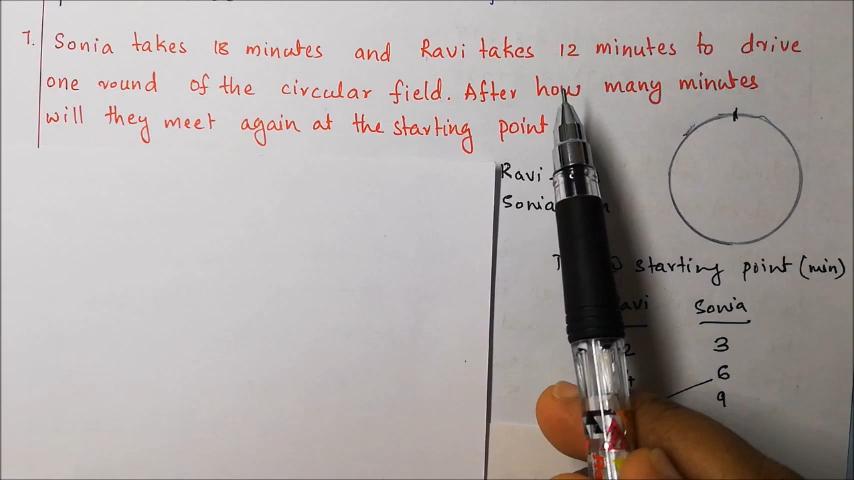 7. Sonia takes 18 minutes and Ravi takes 12 minutes to drive
one round of the circular field. After how many minutes
will they meet again at the starting point
Ravi -
Sonia
starting point (min)
Sonia
2 3
6
9